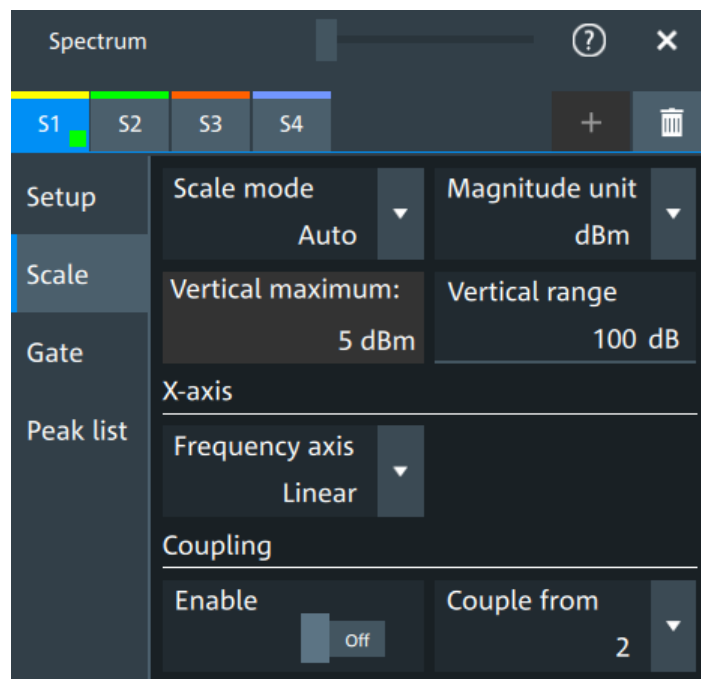 Spectrum ?
S1 S2 S3 S4 +
Setup
Scale
Gate
Peak list
Scale mode
Auto
Magnitude unit
dBm
Vertical maximum:
5 dBm
Vertical range
100 dB
X-axis
Frequency axis
Linear
Coupling
Enable
Off
Couple from
2